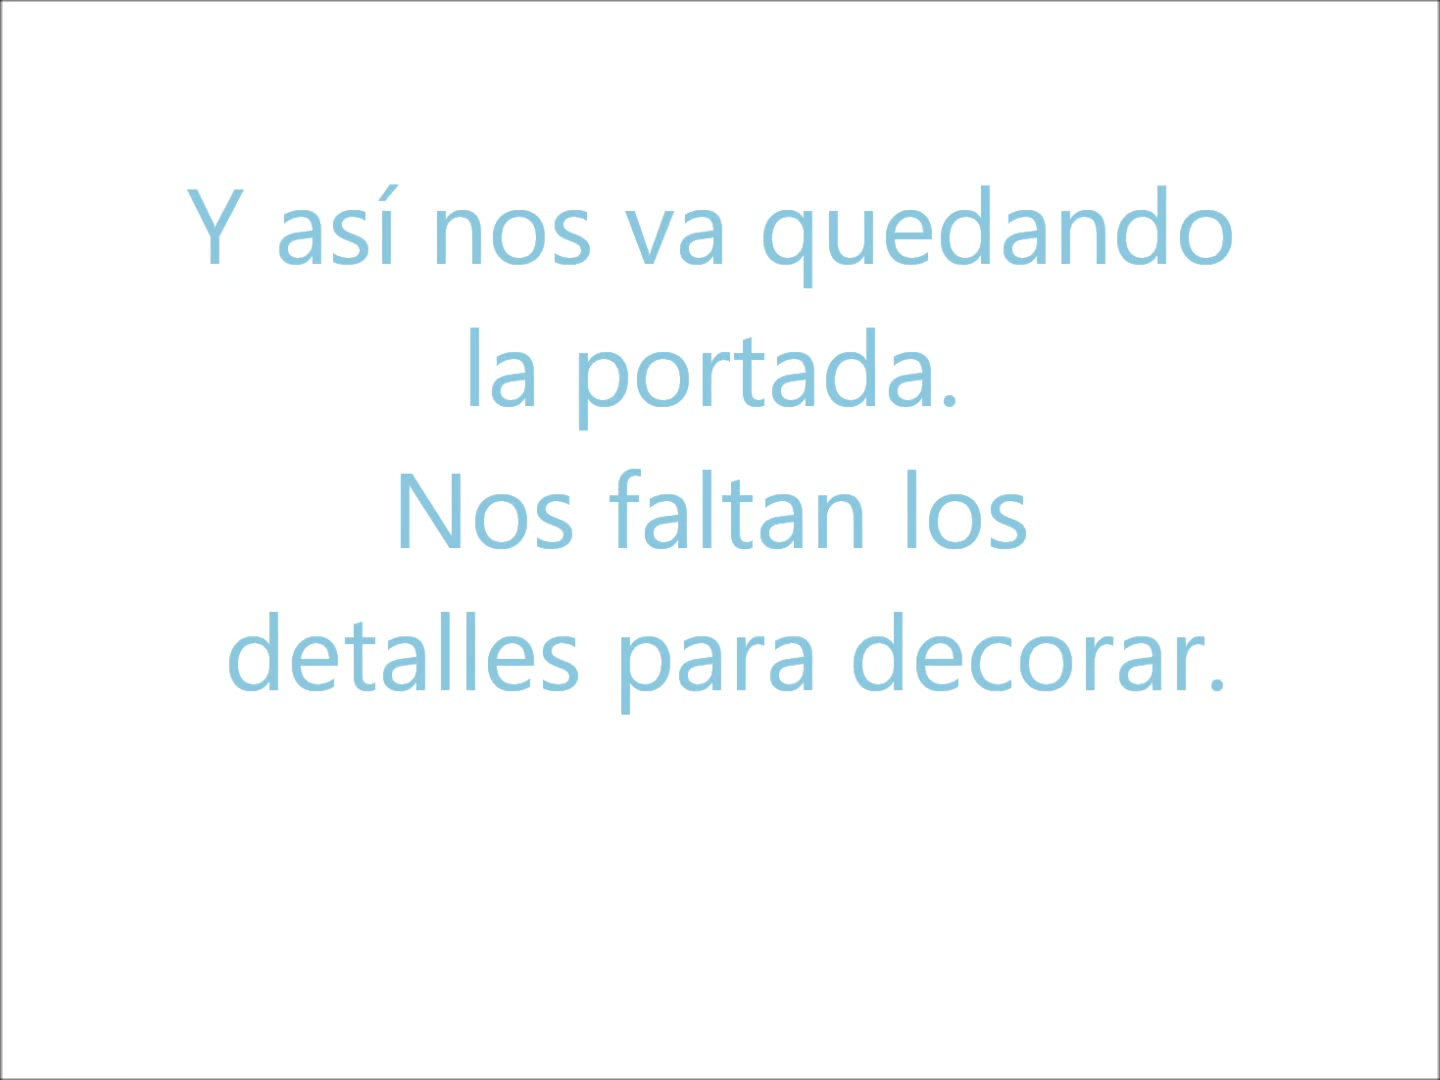 Y así nos va quedando
la portada.
Nos faltan los
detalles para decorar.